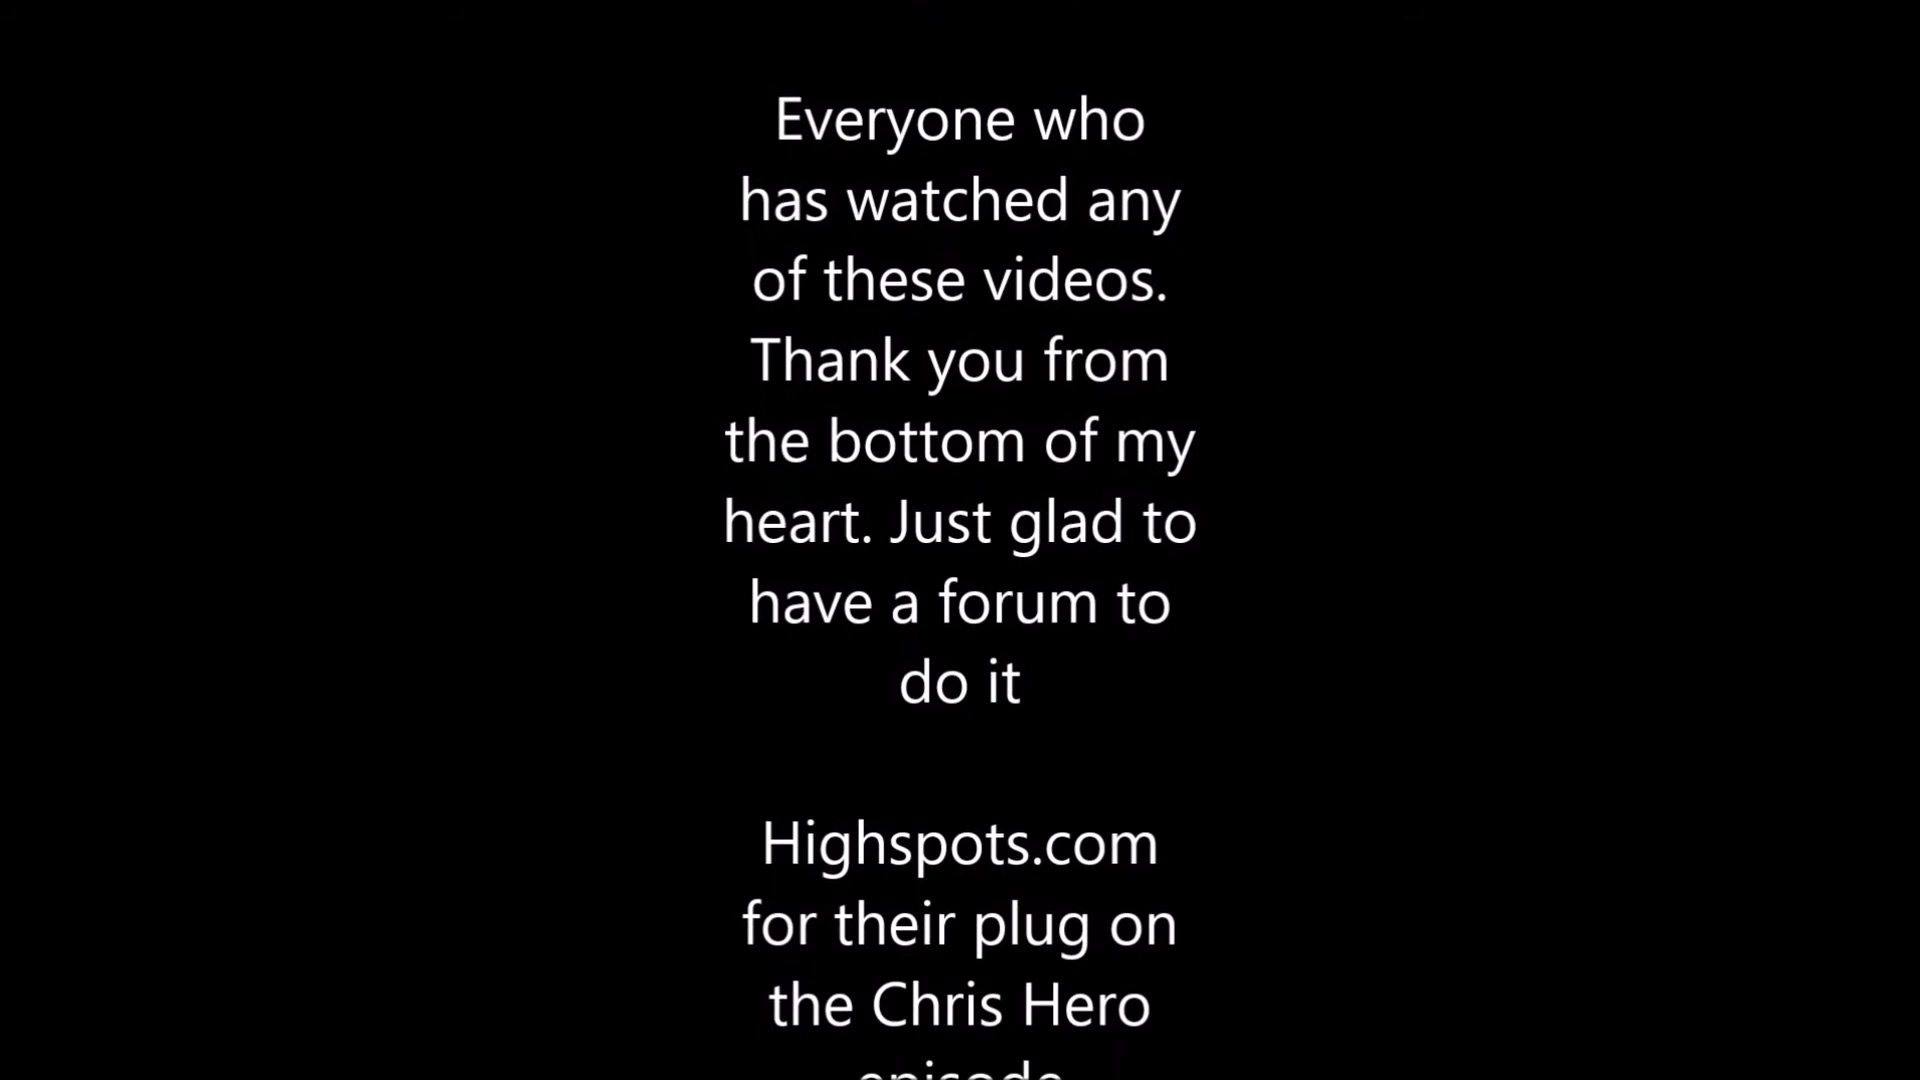 Everyone who
has watched any
of these videos.
Thank you from
the bottom of my
heart. Just glad to
have a forum to
do it
Highspots.com
for their plug on
the Chris Hero
episode